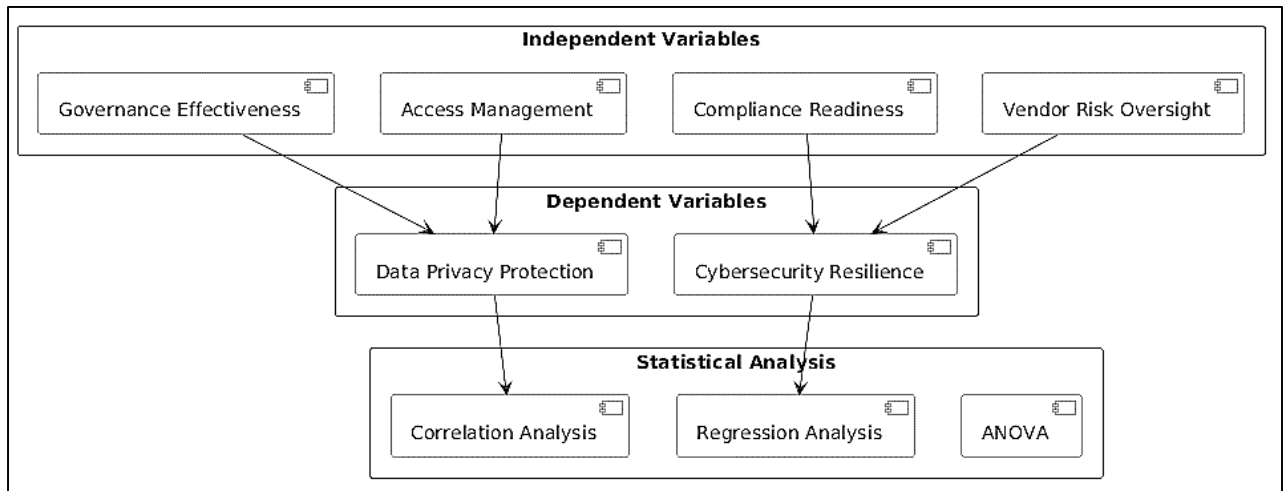 Independent Variables
Governance Effectiveness
Access Management
Compliance Readiness
Vendor Risk Oversight
Dependent Variables
Data Privacy Protection
Cybersecurity Resilience
Statistical Analysis
Correlation Analysis
Regression Analysis
ANOVA